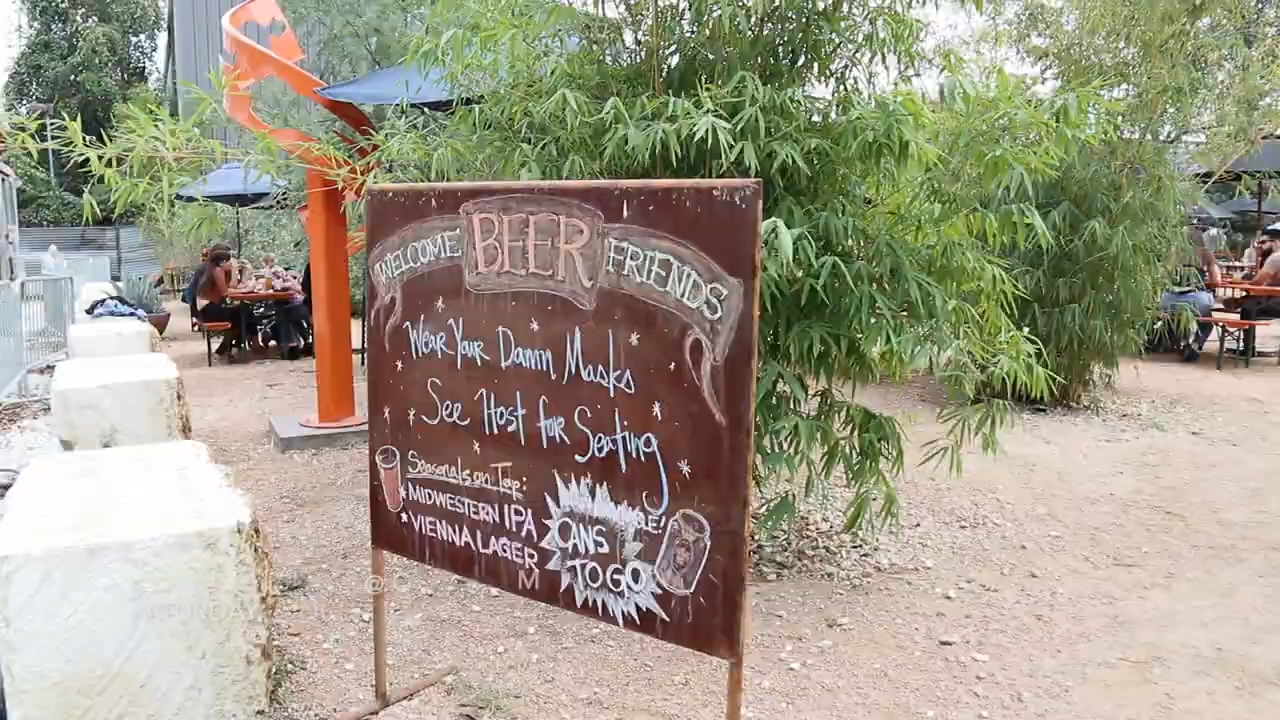 WELCOME BEER FRIENDS
Wear Your Damn Masks
See Host for Seating
Seasonals on Tap:
* MIDWESTERN IPA
* VIENNA LAGER
CANS
TO GO